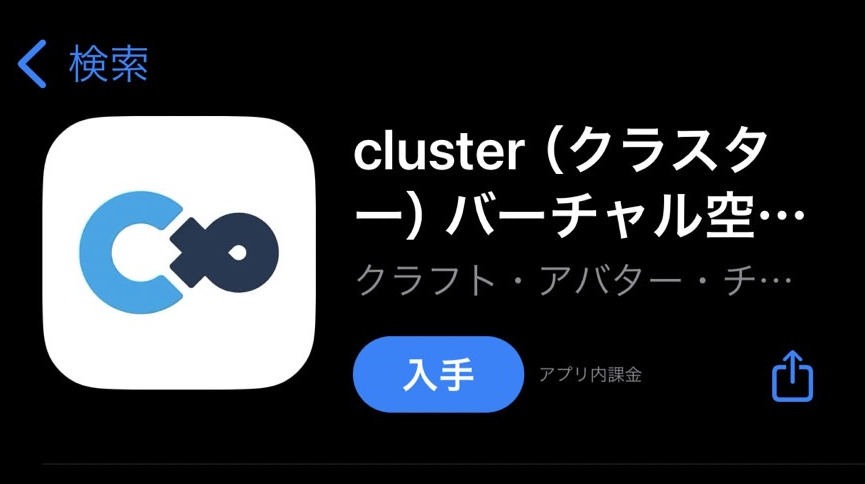 検索
cluster（クラスタ
ー）バーチャル空…
クラフト・アバター・チ…
入手
アプリ内課金